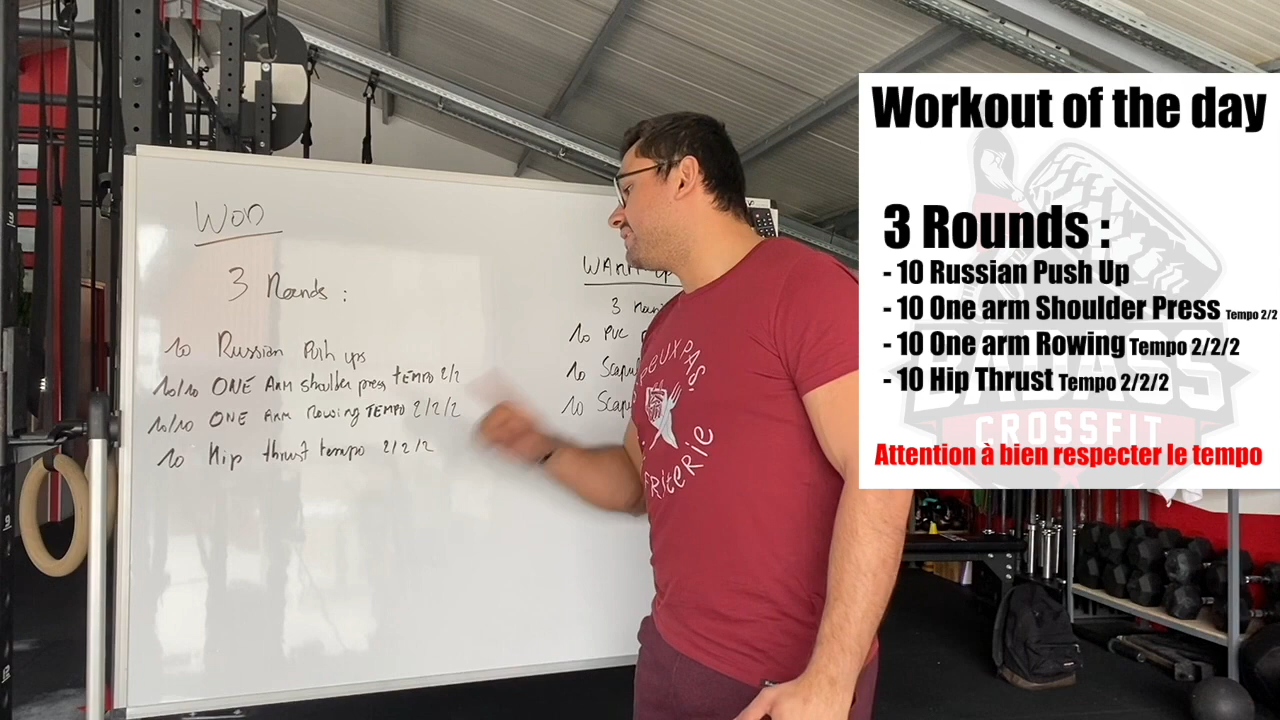 WOD
3 Rounds :
10 Russian Push ups
10/10 ONE ARM shoulder press TEMPO 2/2
10/10 ONE ARM Rowing TEMPO 2/2/2
10 Hip thrust tempo 2/2/2
WARM UP
3
10 PVC
10
10
PEUXPAS!
FRITERIE
Workout of the day
3 Rounds :
- 10 Russian Push Up
- 10 One arm Shoulder Press Tempo 2/2
- 10 One arm Rowing Tempo 2/2/2
- 10 Hip Thrust Tempo 2/2/2
BADASS
CROSSFIT
Attention à bien respecter le tempo